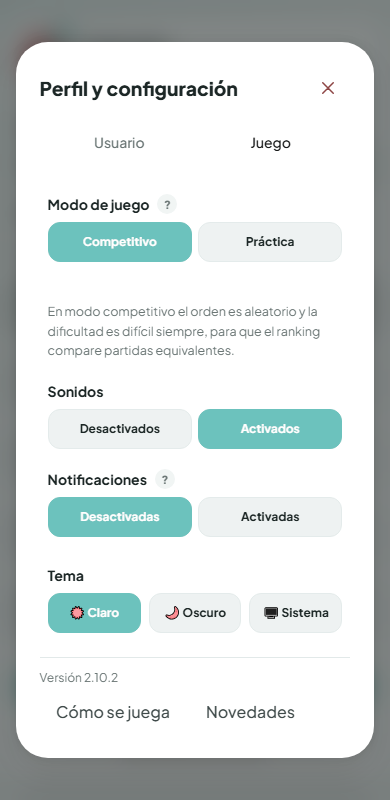 Perfil y configuración
Usuario Juego
Modo de juego ?
Competitivo Práctica
En modo competitivo el orden es aleatorio y la
dificultad es difícil siempre, para que el ranking
compare partidas equivalentes.
Sonidos
Desactivados Activados
Notificaciones ?
Desactivadas Activadas
Tema
Claro Oscuro Sistema
Versión 2.10.2
Cómo se juega Novedades